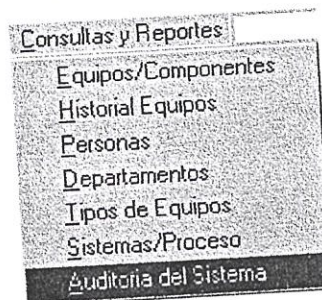 Consultas y Reportes
Equipos/Componentes
Historial Equipos
Personas
Departamentos
Tipos de Equipos
Sistemas/Proceso
Auditoria del Sistema